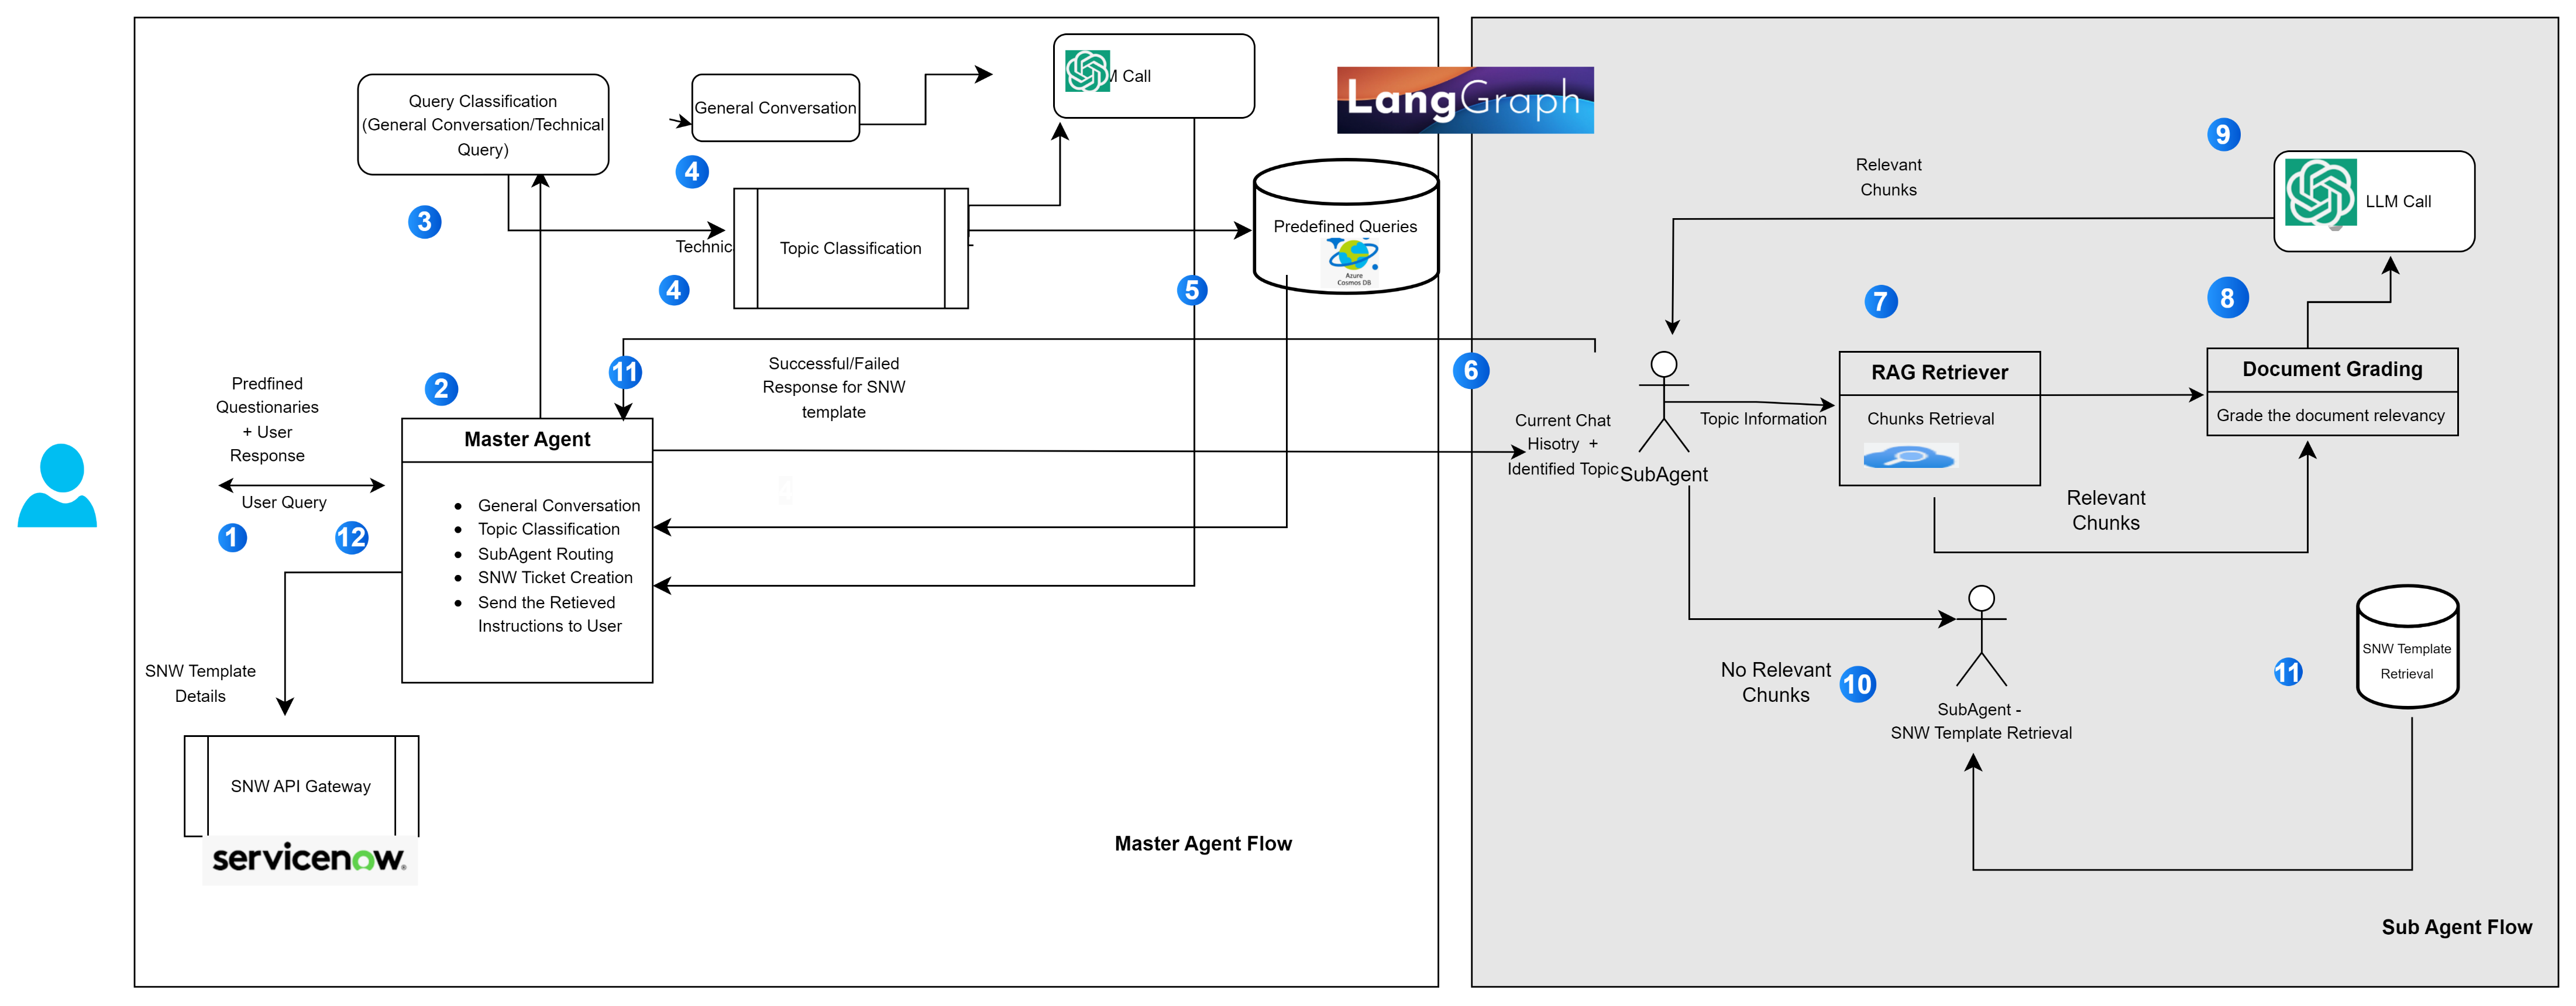 Query Classification
(General Conversation/Technical
Query)
General Conversation
M Call
LangGraph
4
3
Technic
Topic Classification
4
5
Predefined Queries
Azure
Cosmos DB
Predfined
Questionaries
+ User
Response
User Query
1
12
2
11
Successful/Failed
Response for SNW
template
Master Agent
General Conversation
Topic Classification
SubAgent Routing
SNW Ticket Creation
Send the Retieved
Instructions to User
SNW Template
Details
SNW API Gateway
servicenow
Master Agent Flow
6
Current Chat
Hisotry +
Identified Topic
SubAgent
Relevant
Chunks
9
LLM Call
7
8
Topic Information
RAG Retriever
Chunks Retrieval
Document Grading
Grade the document relevancy
Relevant
Chunks
No Relevant
Chunks
10
SubAgent -
SNW Template Retrieval
11
SNW Template
Retrieval
Sub Agent Flow